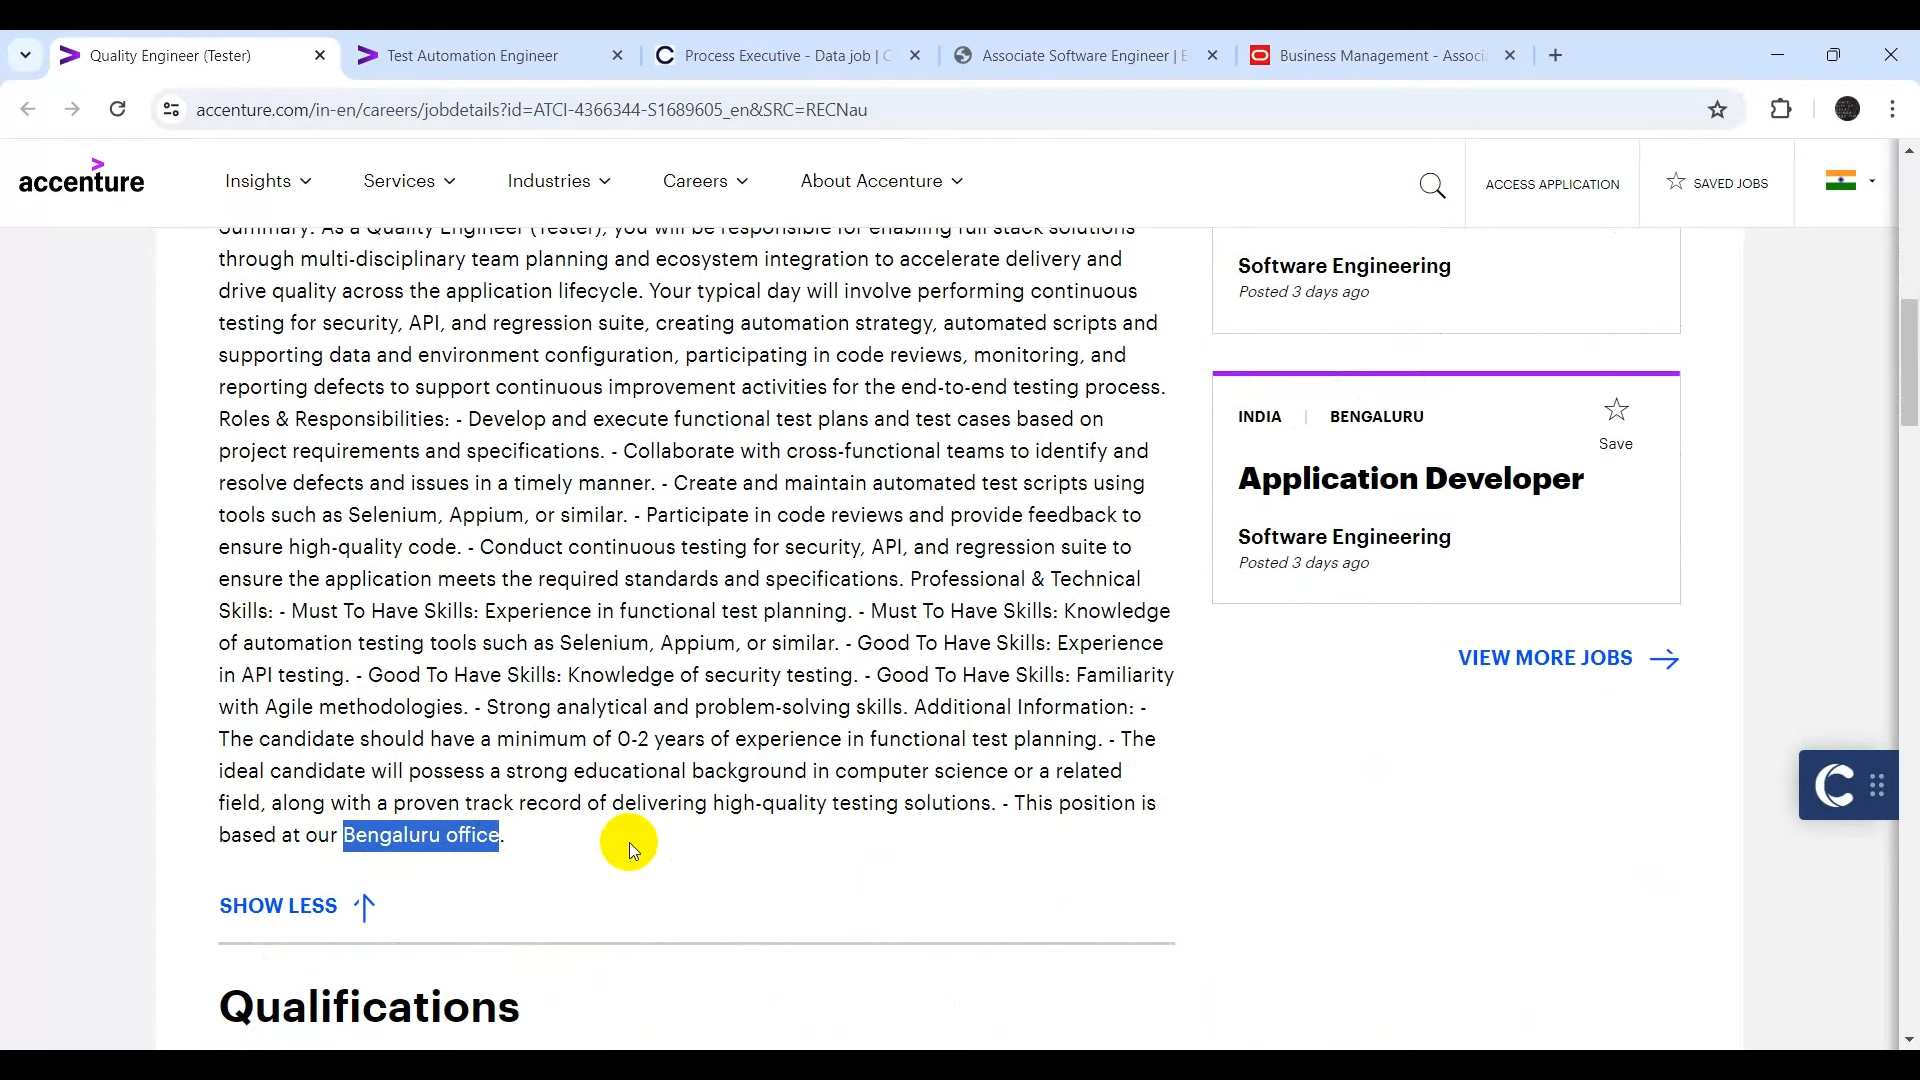 Quality Engineer (Tester)
Test Automation Engineer
Process Executive - Data job |
Associate Software Engineer |
Business Management - Associ
accenture.com/in-en/careers/jobdetails?id=ATCI-4366344-S1689605_en&SRC=RECNau
accenture
Insights
Services
Industries
Careers
About Accenture
ACCESS APPLICATION
SAVED JOBS
Summary: As a Quality Engineer (Tester), you will be responsible for enabling full stack solutions
through multi-disciplinary team planning and ecosystem integration to accelerate delivery and
drive quality across the application lifecycle. Your typical day will involve performing continuous
testing for security, API, and regression suite, creating automation strategy, automated scripts and
supporting data and environment configuration, participating in code reviews, monitoring, and
reporting defects to support continuous improvement activities for the end-to-end testing process.
Roles & Responsibilities: - Develop and execute functional test plans and test cases based on
project requirements and specifications. - Collaborate with cross-functional teams to identify and
resolve defects and issues in a timely manner. - Create and maintain automated test scripts using
tools such as Selenium, Appium, or similar. - Participate in code reviews and provide feedback to
ensure high-quality code. - Conduct continuous testing for security, API, and regression suite to
ensure the application meets the required standards and specifications. Professional & Technical
Skills: - Must To Have Skills: Experience in functional test planning. - Must To Have Skills: Knowledge
of automation testing tools such as Selenium, Appium, or similar. - Good To Have Skills: Experience
in API testing. - Good To Have Skills: Knowledge of security testing. - Good To Have Skills: Familiarity
with Agile methodologies. - Strong analytical and problem-solving skills. Additional Information: -
The candidate should have a minimum of 0-2 years of experience in functional test planning. - The
ideal candidate will possess a strong educational background in computer science or a related
field, along with a proven track record of delivering high-quality testing solutions. - This position is
based at our Bengaluru office.
SHOW LESS
Qualifications
Software Engineering
Posted 3 days ago
INDIA | BENGALURU
Save
Application Developer
Software Engineering
Posted 3 days ago
VIEW MORE JOBS